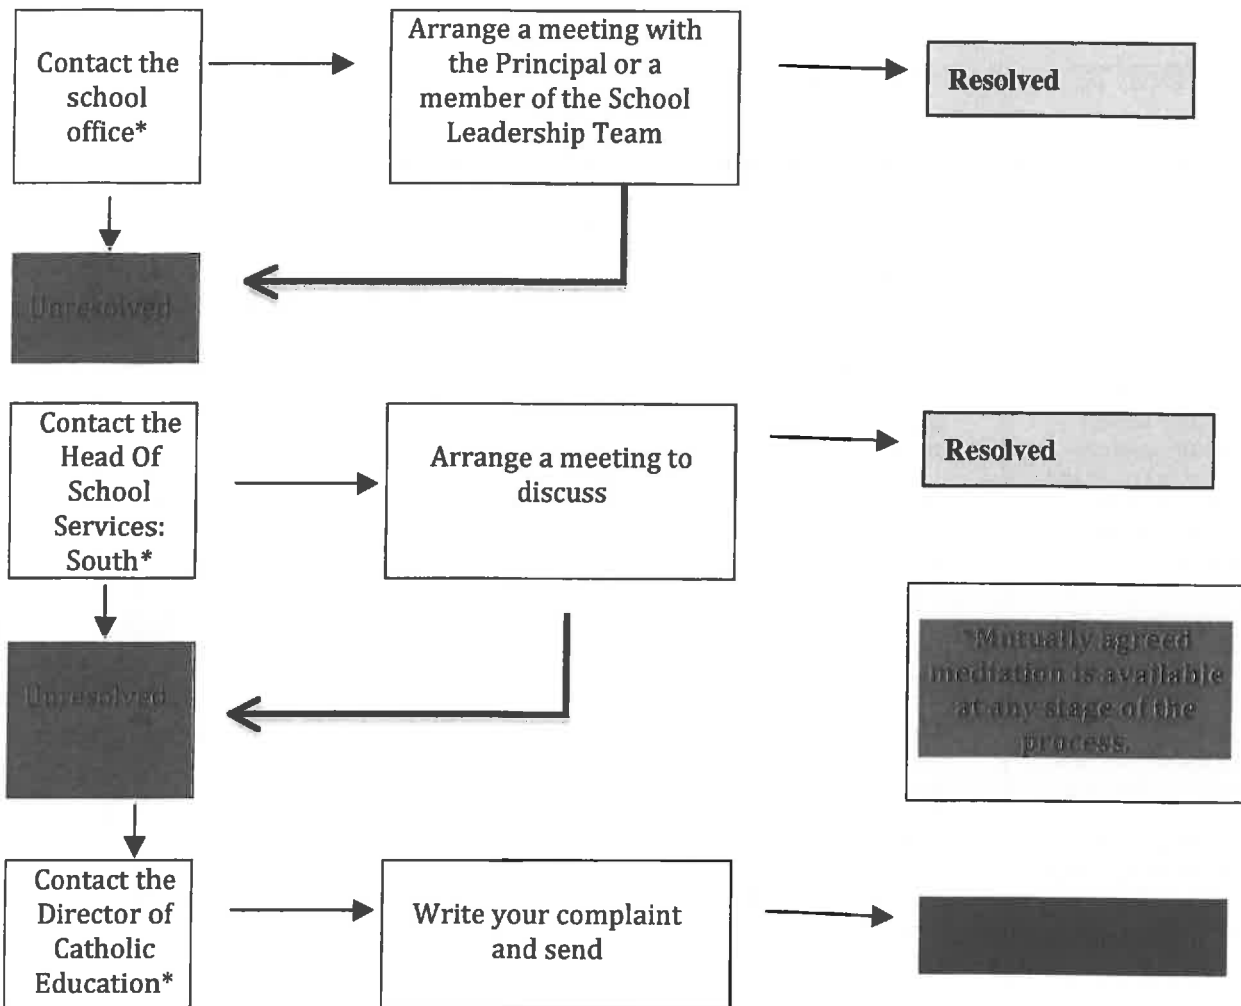 Contact the
school
office*
Arrange a meeting with
the Principal or a
member of the School
Leadership Team
Resolved
Unresolved
Contact the
Head Of
School
Services:
South*
Arrange a meeting to
discuss
Resolved
Unresolved
*Mutually agreed
mediation is available
at any stage of the
process.
Contact the
Director of
Catholic
Education*
Write your complaint
and send